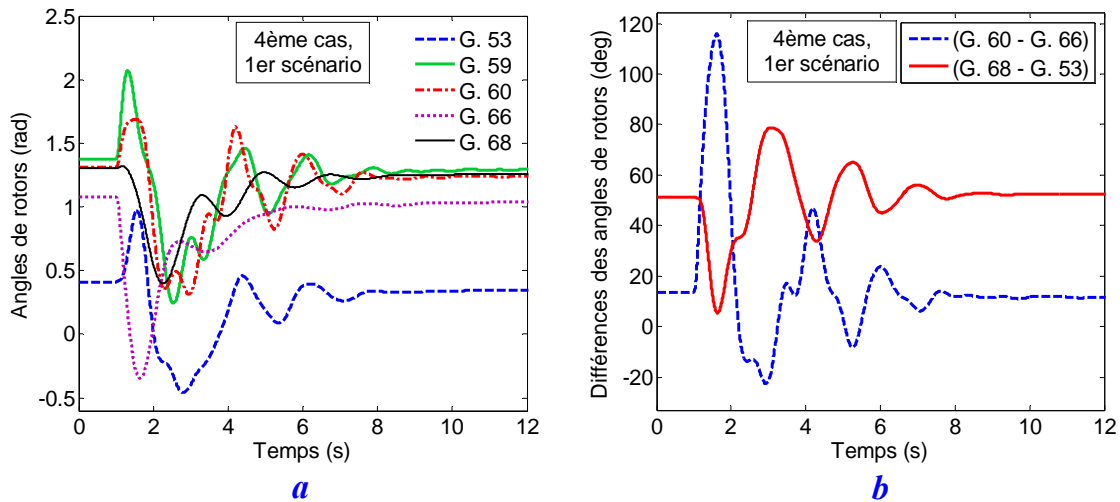 2.5
2
1.5
1
0.5
0
-0.5
0 2 4 6 8 10 12
Angles de rotors (rad)
Temps (s)
4ème cas,
1er scénario
G. 53
G. 59
G. 60
G. 66
G. 68
a
120
100
80
60
40
20
0
-20
0 2 4 6 8 10 12
Différences des angles de rotors (deg)
Temps (s)
4ème cas,
1er scénario
(G. 60 - G. 66)
(G. 68 - G. 53)
b